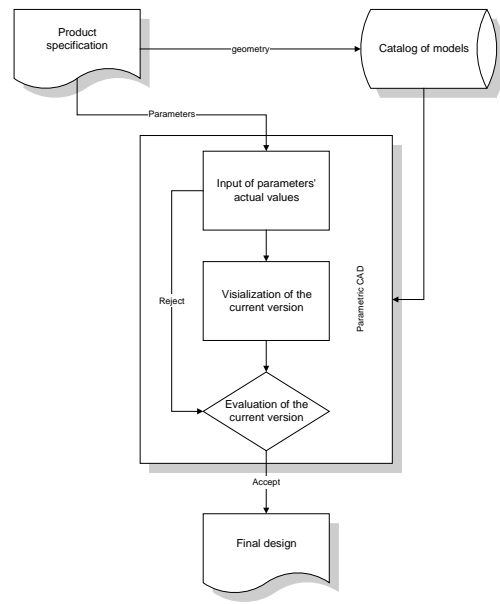 Product
specification
geometry
Catalog of models
Parameters
Input of parameters'
actual values
Reject
Visialization of the
current version
Parametric CAD
Evaluation of the
current version
Accept
Final design